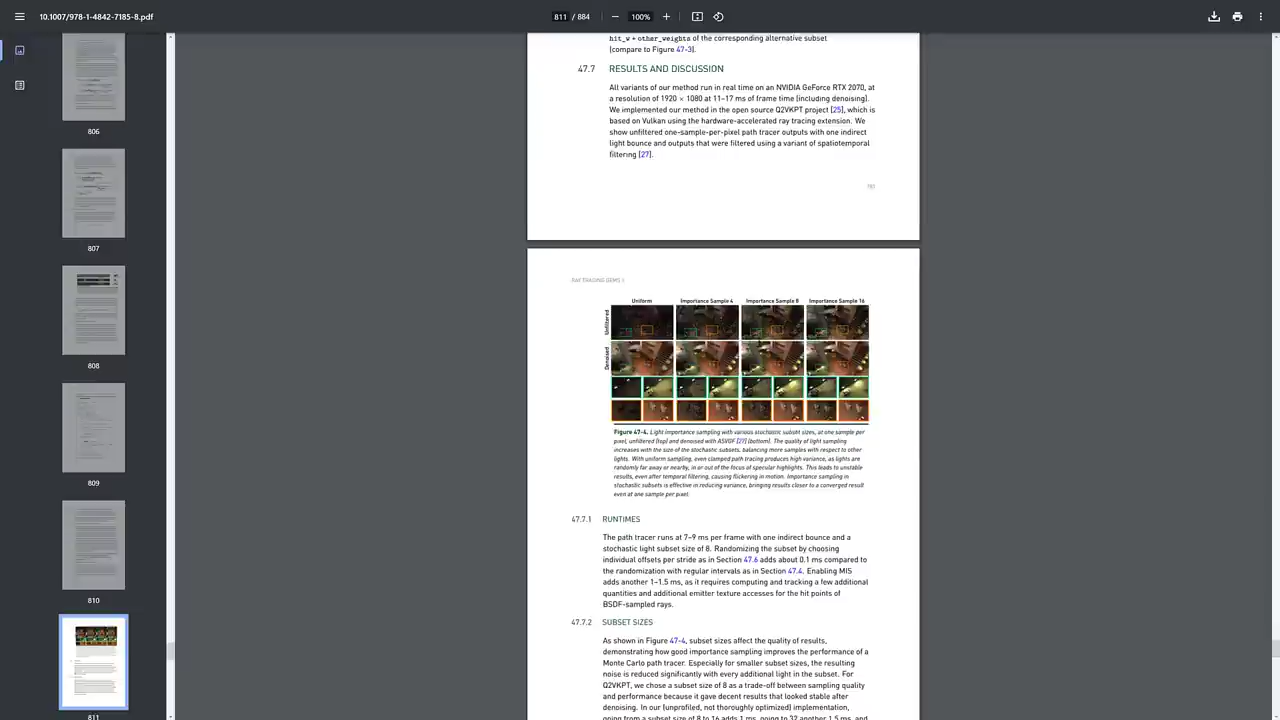 10.1007/978-1-4842-7185-8.pdf
811 / 884
100%
806
807
808
809
810
811
hit_w + other_weights of the corresponding alternative subset
(compare to Figure 47-3).
47.7 RESULTS AND DISCUSSION
All variants of our method run in real time on an NVIDIA GeForce RTX 2070, at
a resolution of 1920 × 1080 at 11–17 ms of frame time (including denoising).
We implemented our method in the open source Q2VKPT project [25], which is
based on Vulkan using the hardware-accelerated ray tracing extension. We
show unfiltered one-sample-per-pixel path tracer outputs with one indirect
light bounce and outputs that were filtered using a variant of spatiotemporal
filtering [27].
RAY TRACING GEMS II
Uniform Importance Sample 4 Importance Sample 8 Importance Sample 16
Unfiltered
Denoised
Figure 47-4. Light importance sampling with various stochastic subset sizes, at one sample per
pixel, unfiltered (top) and denoised with ASVGF [27] (bottom). The quality of light sampling
increases with the size of the stochastic subsets, balancing more samples with respect to other
lights. With uniform sampling, even clamped path tracing produces high variance, as lights are
randomly far away or nearby, in or out of the focus of specular highlights. This leads to unstable
results, even after temporal filtering, causing flickering in motion. Importance sampling in
stochastic subsets is effective in reducing variance, bringing results closer to a converged result
even at one sample per pixel.
47.7.1 RUNTIMES
The path tracer runs at 7–9 ms per frame with one indirect bounce and a
stochastic light subset size of 8. Randomizing the subset by choosing
individual offsets per stride as in Section 47.6 adds about 0.1 ms compared to
the randomization with regular intervals as in Section 47.4. Enabling MIS
adds another 1–1.5 ms, as it requires computing and tracking a few additional
quantities and additional emitter texture accesses for the hit points of
BSDF-sampled rays.
47.7.2 SUBSET SIZES
As shown in Figure 47-4, subset sizes affect the quality of results,
demonstrating how good importance sampling improves the performance of a
Monte Carlo path tracer. Especially for smaller subset sizes, the resulting
noise is reduced significantly with every additional light in the subset. For
Q2VKPT, we chose a subset size of 8 as a trade-off between sampling quality
and performance because it gave decent results that looked stable after
denoising. In our (unprofiled, not thoroughly optimized) implementation,
going from a subset size of 8 to 16 adds 1 ms, going to 32 another 1.5 ms, and